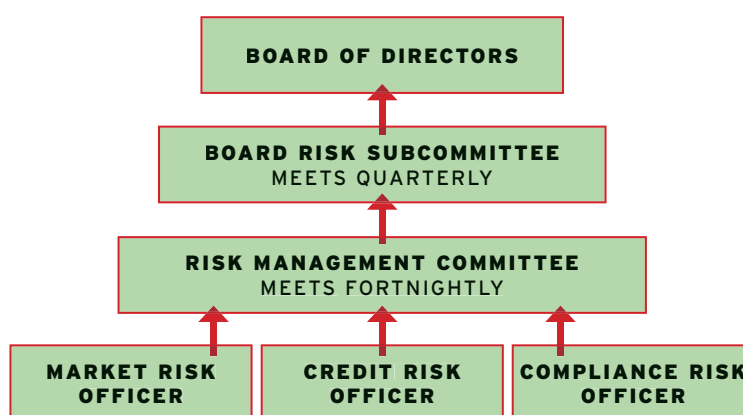 BOARD OF DIRECTORS
BOARD RISK SUBCOMMITTEE
MEETS QUARTERLY
RISK MANAGEMENT COMMITTEE
MEETS FORTNIGHTLY
MARKET RISK
OFFICER
CREDIT RISK
OFFICER
COMPLIANCE RISK
OFFICER